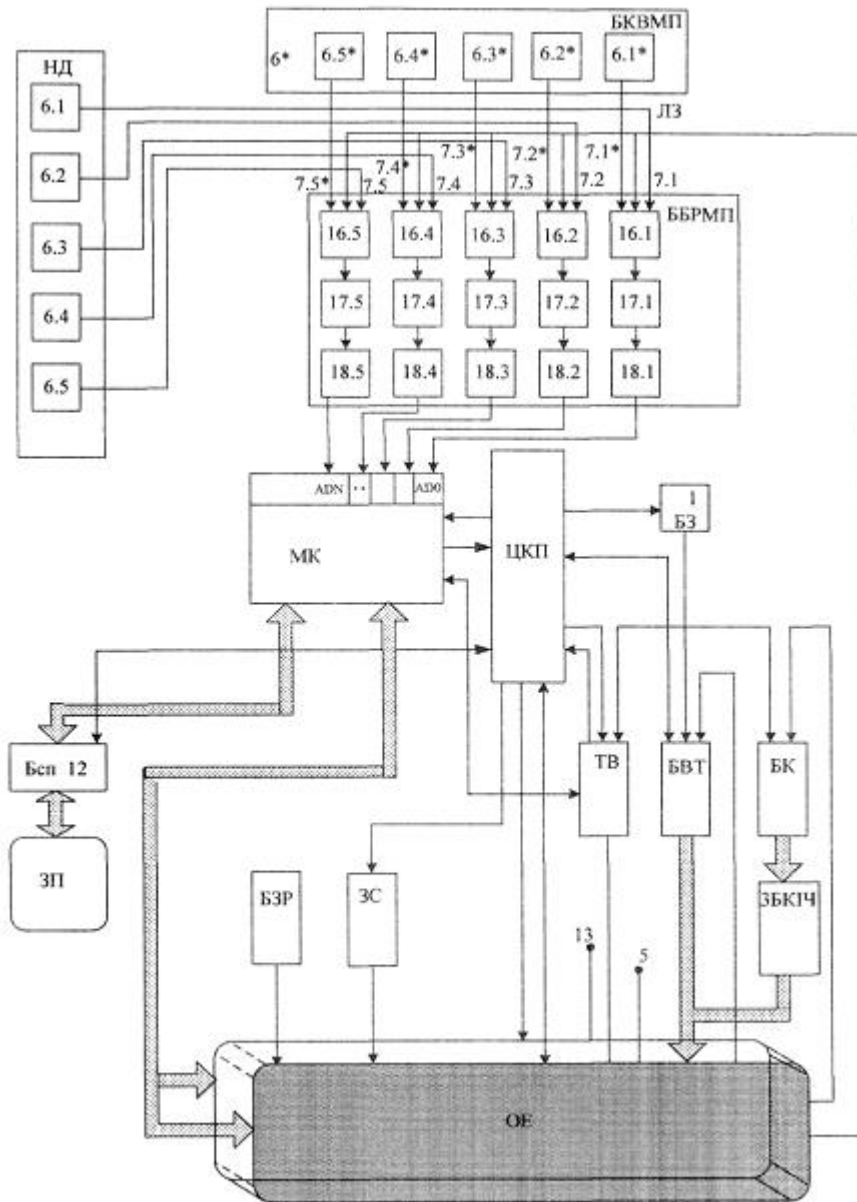 БКВМП
6* 6.5* 6.4* 6.3* 6.2* 6.1*
НД
6.1
6.2
6.3
6.4
6.5
ЛЗ
7.5* 7.5 7.4* 7.4 7.3* 7.3 7.2* 7.2 7.1* 7.1
ББРМП
16.5 16.4 16.3 16.2 16.1
17.5 17.4 17.3 17.2 17.1
18.5 18.4 18.3 18.2 18.1
ADN .. AD0
МК
ЦКП
1
БЗ
Бсп 12
ЗП
ТВ
БВТ
БК
БЗР
ЗС
ЗБКІЧ
13
5
ОЕ